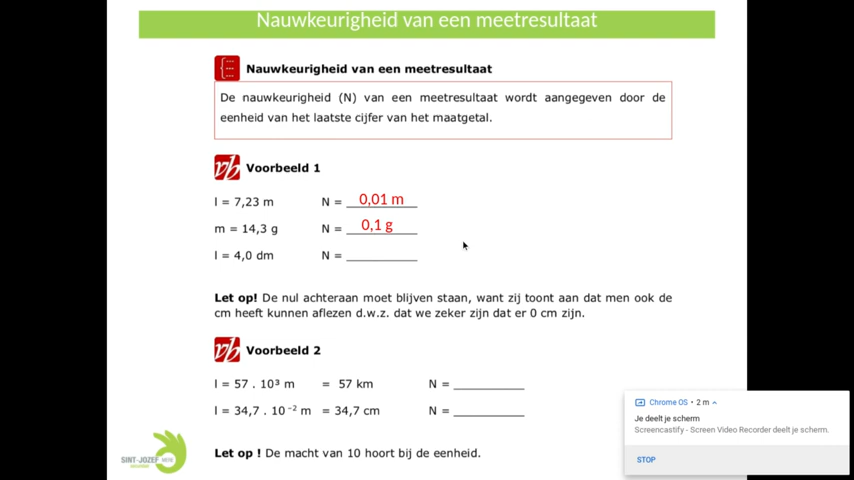 Nauwkeurigheid van een meetresultaat
Nauwkeurigheid van een meetresultaat
De nauwkeurigheid (N) van een meetresultaat wordt aangegeven door de
eenheid van het laatste cijfer van het maatgetal.
Voorbeeld 1
l = 7,23 m N = 0,01 m
m = 14,3 g N = 0,1 g
l = 4,0 dm N = __________
Let op! De nul achteraan moet blijven staan, want zij toont aan dat men ook de
cm heeft kunnen aflezen d.w.z. dat we zeker zijn dat er 0 cm zijn.
Voorbeeld 2
l = 57 . 10³ m = 57 km N = __________
l = 34,7 . 10⁻² m = 34,7 cm N = __________
Let op ! De macht van 10 hoort bij de eenheid.
SINT-JOZEF
Chrome OS • 2 m
Je deelt je scherm
Screencastify - Screen Video Recorder deelt je scherm.
STOP